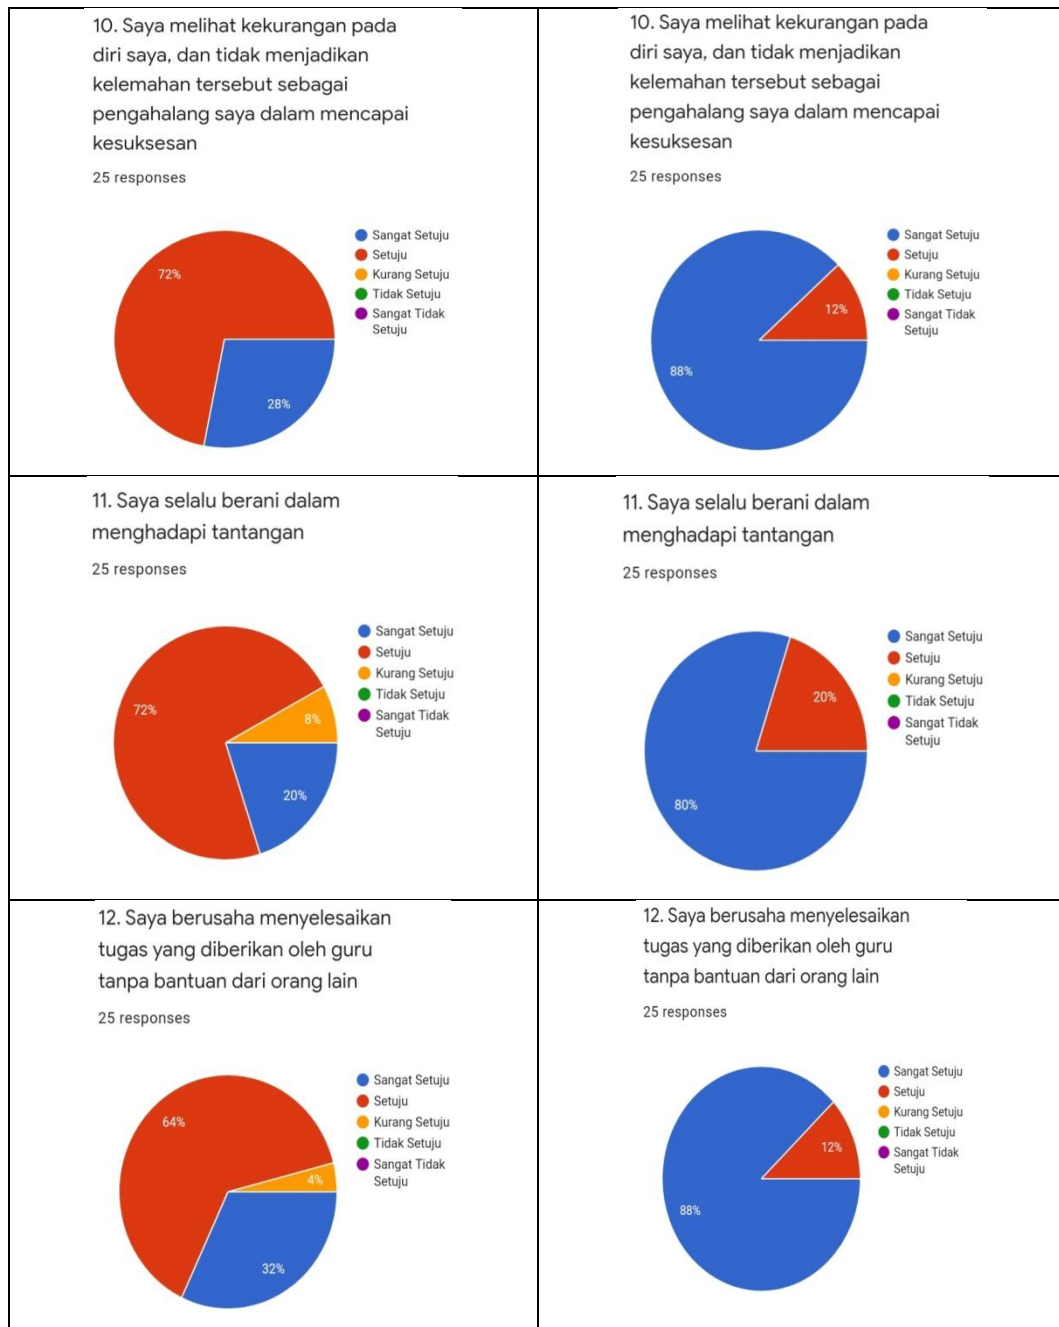 10. Saya melihat kekurangan pada
diri saya, dan tidak menjadikan
kelemahan tersebut sebagai
pengahalang saya dalam mencapai
kesuksesan
25 responses
72%
28%
Sangat Setuju
Setuju
Kurang Setuju
Tidak Setuju
Sangat Tidak
Setuju
10. Saya melihat kekurangan pada
diri saya, dan tidak menjadikan
kelemahan tersebut sebagai
pengahalang saya dalam mencapai
kesuksesan
25 responses
88%
12%
Sangat Setuju
Setuju
Kurang Setuju
Tidak Setuju
Sangat Tidak
Setuju
11. Saya selalu berani dalam
menghadapi tantangan
25 responses
72%
8%
20%
Sangat Setuju
Setuju
Kurang Setuju
Tidak Setuju
Sangat Tidak
Setuju
11. Saya selalu berani dalam
menghadapi tantangan
25 responses
20%
80%
Sangat Setuju
Setuju
Kurang Setuju
Tidak Setuju
Sangat Tidak
Setuju
12. Saya berusaha menyelesaikan
tugas yang diberikan oleh guru
tanpa bantuan dari orang lain
25 responses
64%
4%
32%
Sangat Setuju
Setuju
Kurang Setuju
Tidak Setuju
Sangat Tidak
Setuju
12. Saya berusaha menyelesaikan
tugas yang diberikan oleh guru
tanpa bantuan dari orang lain
25 responses
12%
88%
Sangat Setuju
Setuju
Kurang Setuju
Tidak Setuju
Sangat Tidak
Setuju